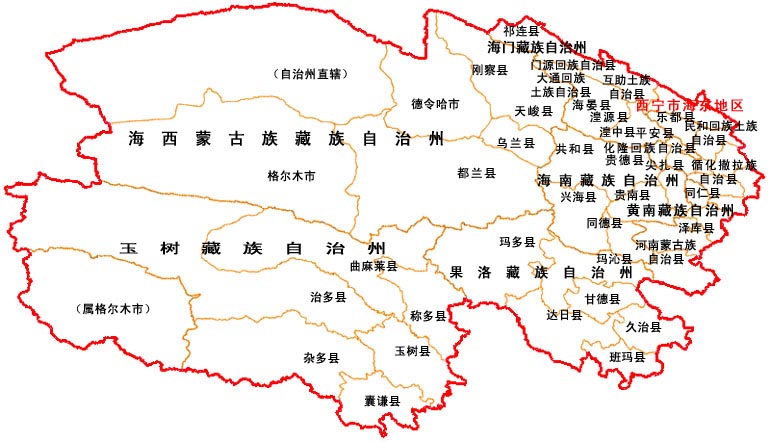 祁连县
海门藏族自治州
门源回族自治县
刚察县
（自治州直辖）
大通回族
土族自治县
互助土族
自治县
德令哈市
海晏县
西宁市海东地区
天峻县
湟源县
乐都县
民和回族土族
自治县
湟中县
平安县
海西蒙古族藏族自治州
乌兰县
共和县
化隆回族自治县
贵德县
尖扎县
循化撒拉族
自治县
都兰县
格尔木市
海南藏族自治州
兴海县
贵南县
同仁县
黄南藏族自治州
同德县
泽库县
玉树藏族自治州
玛多县
河南蒙古族
自治县
玛沁县
曲麻莱县
果洛藏族自治州
治多县
甘德县
（属格尔木市）
称多县
达日县
久治县
玉树县
杂多县
班玛县
囊谦县